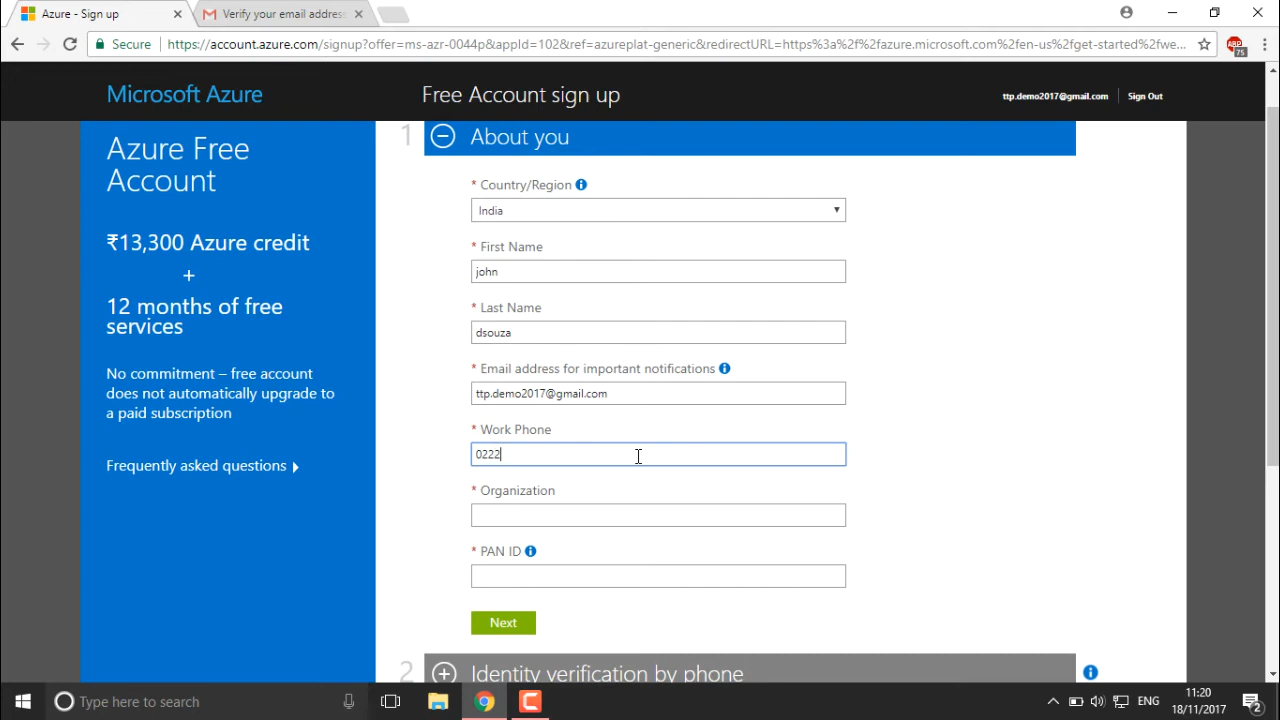 Azure - Sign up
Verify your email address
Secure
https://account.azure.com/signup?offer=ms-azr-0044p&appId=102&ref=azureplat-generic&redirectURL=https%3a%2f%2fazure.microsoft.com%2fen-us%2fget-started%2fwe...
ABP
75
Microsoft Azure
Free Account sign up
ttp.demo2017@gmail.com
Sign Out
Azure Free
Account
₹13,300 Azure credit
+
12 months of free
services
No commitment – free account
does not automatically upgrade to
a paid subscription
Frequently asked questions
1
About you
* Country/Region
India
* First Name
john
* Last Name
dsouza
* Email address for important notifications
ttp.demo2017@gmail.com
* Work Phone
0222
* Organization
* PAN ID
Next
2
Identity verification by phone
Type here to search
ENG
11:20
18/11/2017
2